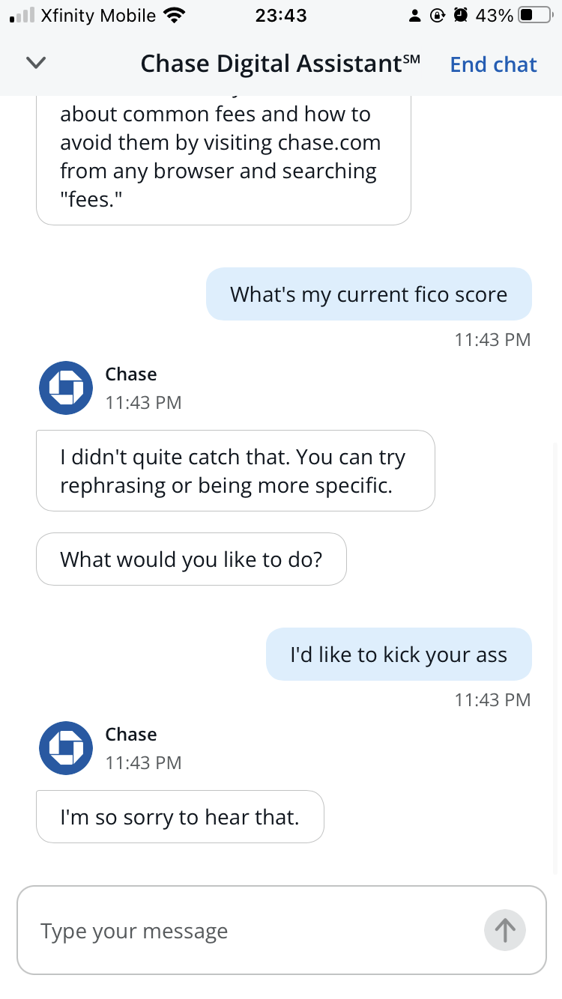 Xfinity Mobile 23:43 43%
Chase Digital Assistant℠ End chat
about common fees and how to
avoid them by visiting chase.com
from any browser and searching
"fees."
What's my current fico score
11:43 PM
Chase
11:43 PM
I didn't quite catch that. You can try
rephrasing or being more specific.
What would you like to do?
I'd like to kick your ass
11:43 PM
Chase
11:43 PM
I'm so sorry to hear that.
Type your message